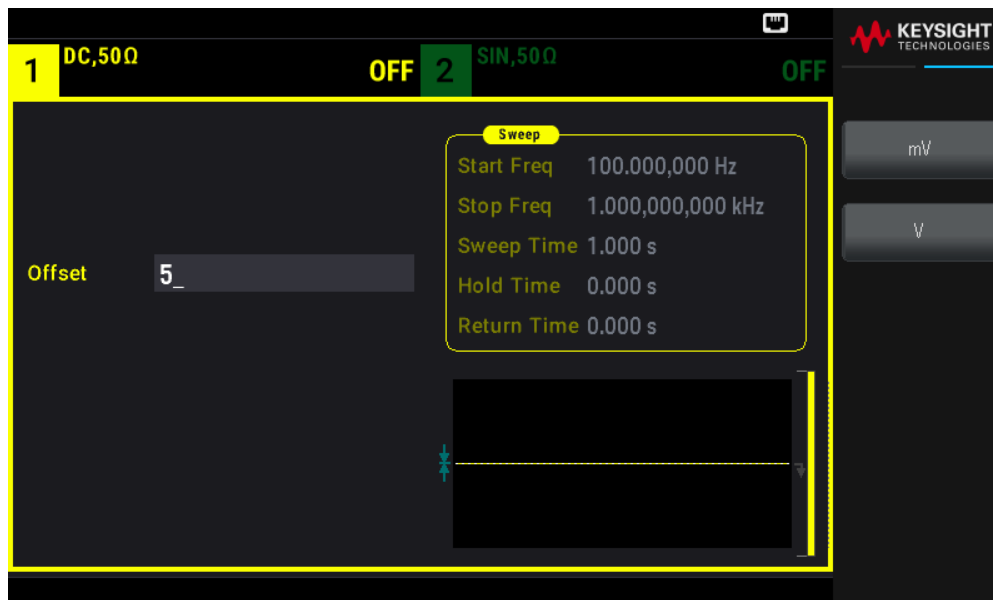 KEYSIGHT
TECHNOLOGIES
1 DC,50Ω OFF 2 SIN,50Ω OFF
Sweep
Start Freq 100.000,000 Hz
Stop Freq 1.000,000,000 kHz
Sweep Time 1.000 s
Hold Time 0.000 s
Return Time 0.000 s
Offset 5_
mV
V